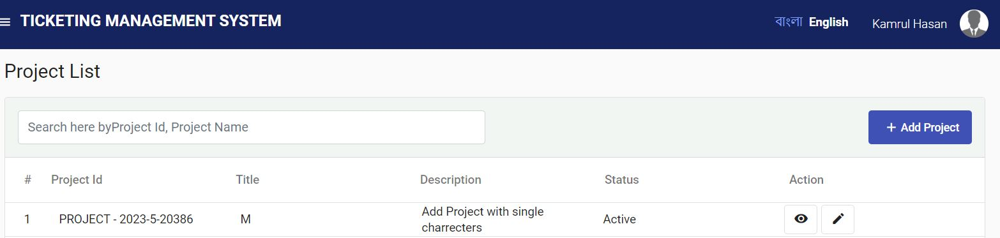 TICKETING MANAGEMENT SYSTEM
বাংলা English Kamrul Hasan
Project List
Search here byProject Id, Project Name
+ Add Project
# Project Id Title Description Status Action
1 PROJECT - 2023-5-20386 M Add Project with single Active
charrecters